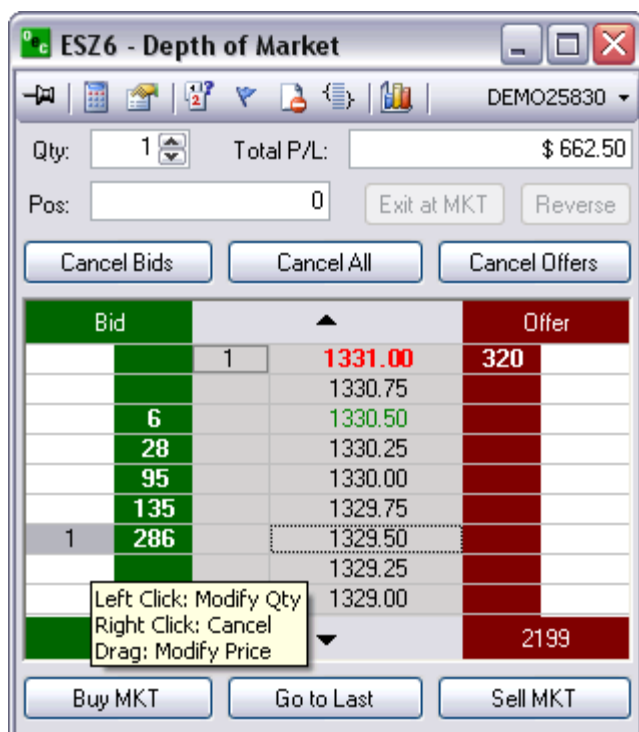 ESZ6 - Depth of Market
DEMO25830
Qty: 1 Total P/L: $ 662.50
Pos: 0 Exit at MKT Reverse
Cancel Bids Cancel All Cancel Offers
Bid Offer
1 1331.00 320
1330.75
6 1330.50
28 1330.25
95 1330.00
135 1329.75
1 286 1329.50
1329.25
Left Click: Modify Qty 1329.00
Right Click: Cancel
Drag: Modify Price 2199
Buy MKT Go to Last Sell MKT